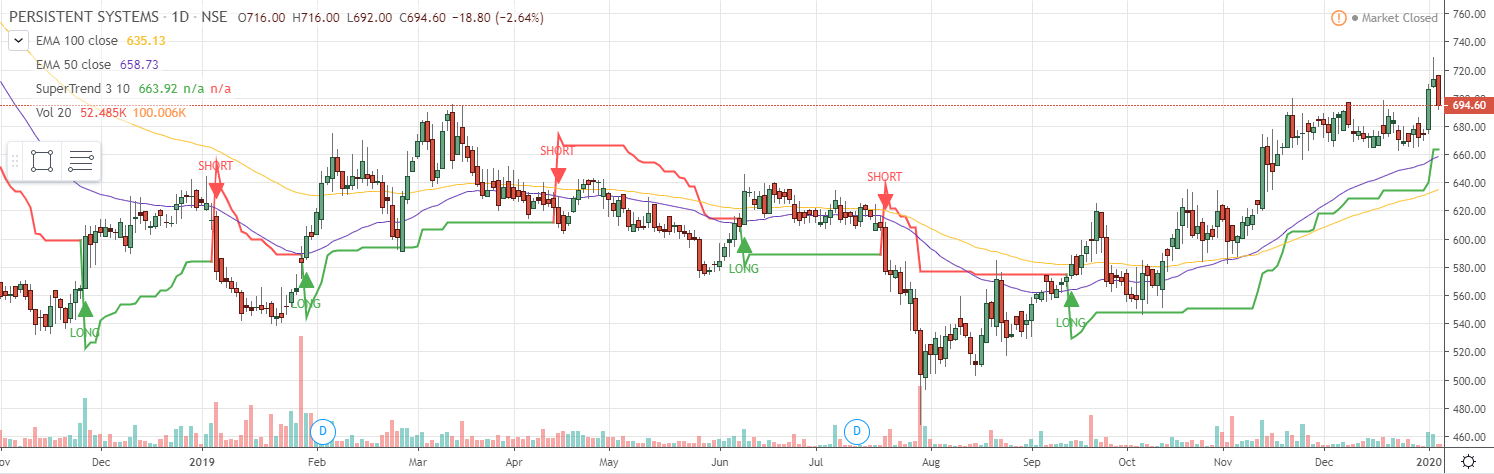 PERSISTENT SYSTEMS · 1D · NSE O716.00 H716.00 L692.00 C694.60 −18.80 (−2.64%)
! Market Closed
EMA 100 close 635.13
EMA 50 close 658.73
SuperTrend 3 10 663.92 n/a n/a
Vol 20 52.485K 100.006K
760.00
740.00
720.00
700.00
694.60
680.00
660.00
640.00
620.00
600.00
580.00
560.00
540.00
520.00
500.00
480.00
460.00
SHORT
SHORT
SHORT
LONG
LONG
LONG
LONG
D
D
ov Dec 2019 Feb Mar Apr May Jun Jul Aug Sep Oct Nov Dec 2020